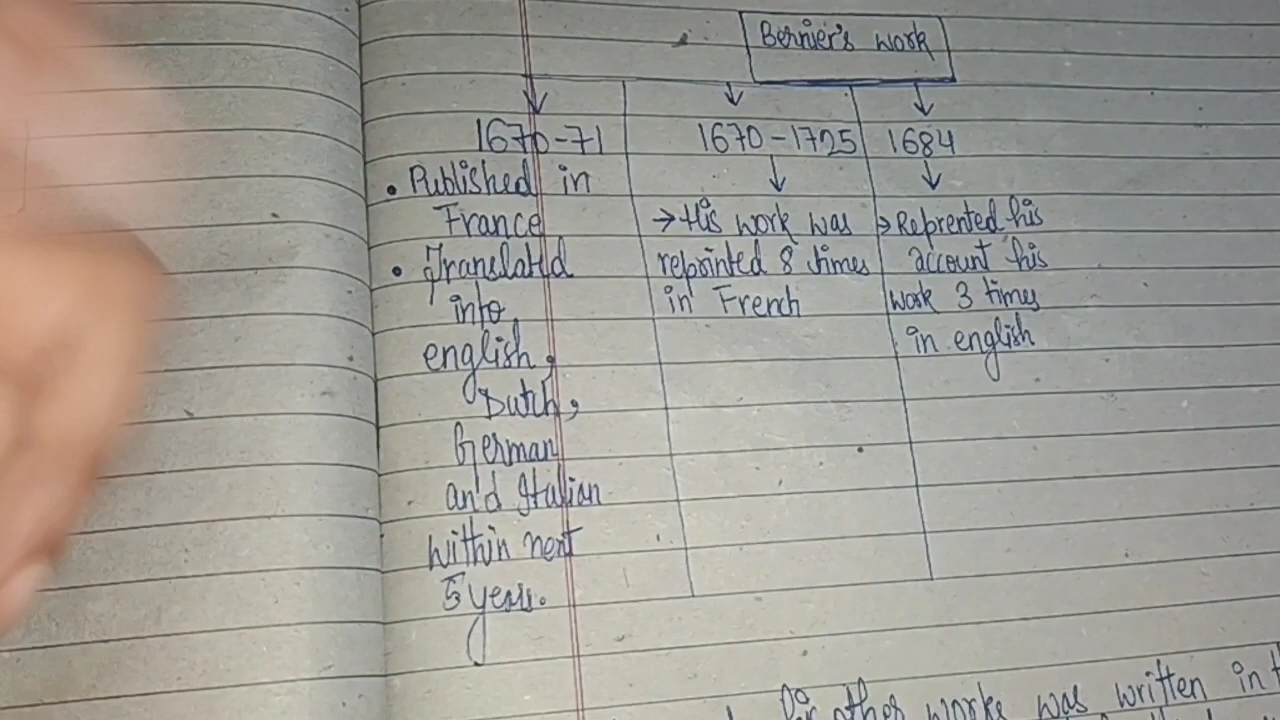 Bernier's work
1670-71
• Published in
France
• Translated
into
english,
Dutch,
German
and Italian
within next
5 years.
1670-1725
→ His work was
reprinted 8 times
in French
1684
→ Reprented his
account his
work 3 times
in english
other works was written in